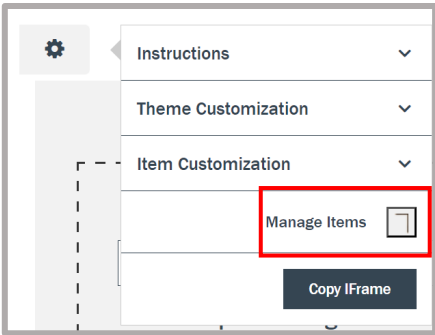 Instructions
Theme Customization
Item Customization
Manage Items
Copy IFrame